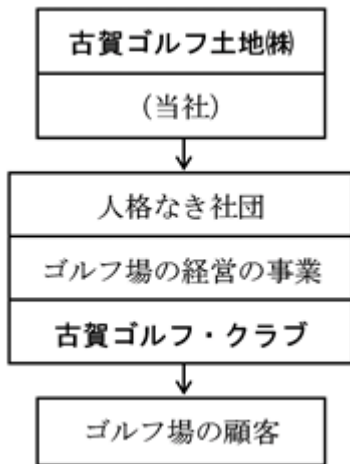 古賀ゴルフ土地㈱
(当社)
人格なき社団
ゴルフ場の経営の事業
古賀ゴルフ・クラブ
ゴルフ場の顧客